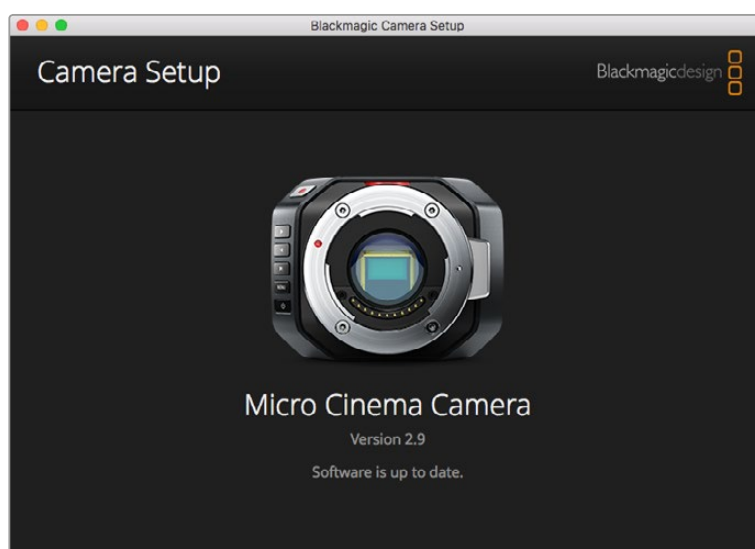 Blackmagic Camera Setup
Camera Setup
Blackmagicdesign
Micro Cinema Camera
Version 2.9
Software is up to date.